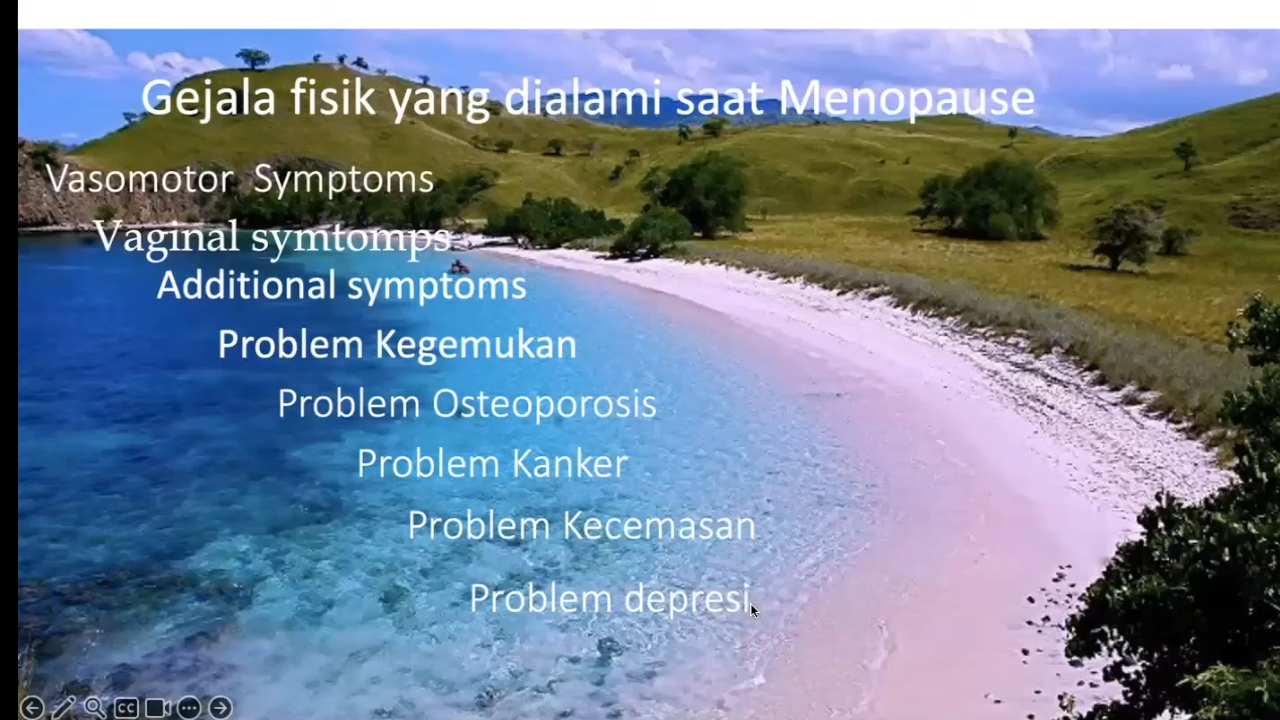 Gejala fisik yang dialami saat Menopause
Vasomotor Symptoms
Vaginal symtomps
Additional symptoms
Problem Kegemukan
Problem Osteoporosis
Problem Kanker
Problem Kecemasan
Problem depresi
CC